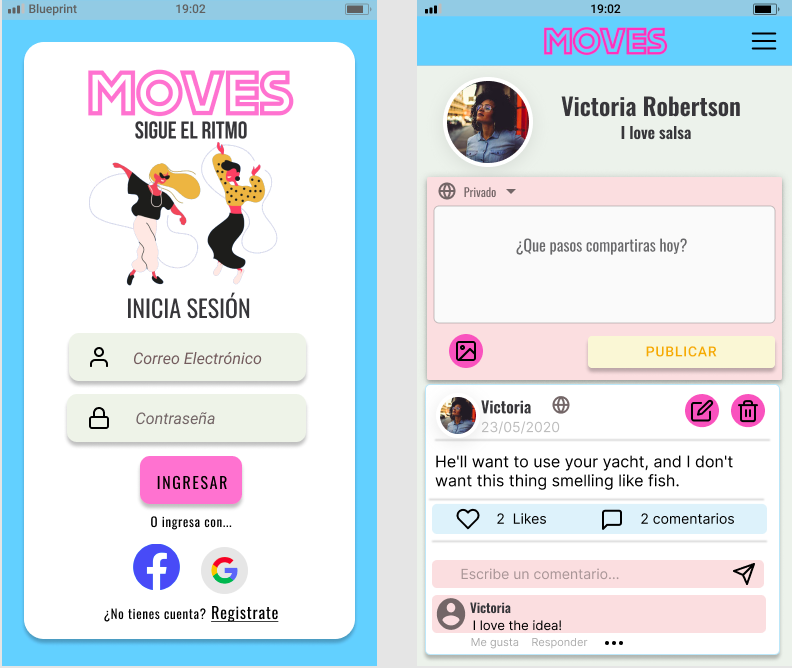 Blueprint
19:02
MOVES
SIGUE EL RITMO
INICIA SESIÓN
Correo Electrónico
Contraseña
INGRESAR
O ingresa con...
¿No tienes cuenta? Registrate
19:02
MOVES
Victoria Robertson
I love salsa
Privado
¿Que pasos compartiras hoy?
PUBLICAR
Victoria
23/05/2020
He'll want to use your yacht, and I don't
want this thing smelling like fish.
2 Likes 2 comentarios
Escribe un comentario...
Victoria
I love the idea!
Me gusta Responder